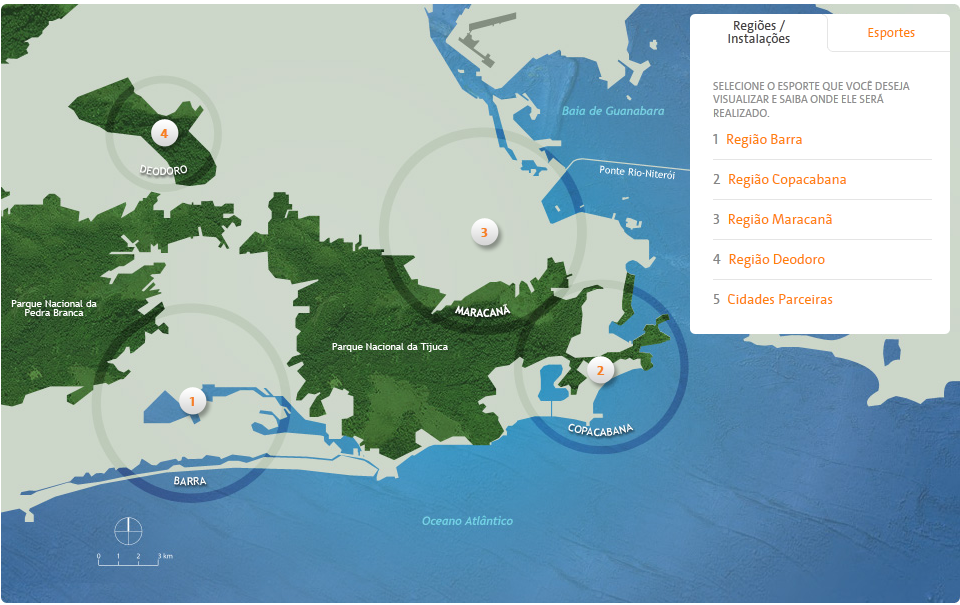 Regiões /
Instalações
Esportes
SELECIONE O ESPORTE QUE VOCÊ DESEJA
VISUALIZAR E SAIBA ONDE ELE SERÁ
REALIZADO.
1 Região Barra
2 Região Copacabana
3 Região Maracanã
4 Região Deodoro
5 Cidades Parceiras
Baia de Guanabara
4
DEODORO
Ponte Rio-Niterói
3
MARACANÃ
Parque Nacional da
Pedra Branca
Parque Nacional da Tijuca
2
COPACABANA
1
BARRA
Oceano Atlântico
0 1 2 3 km